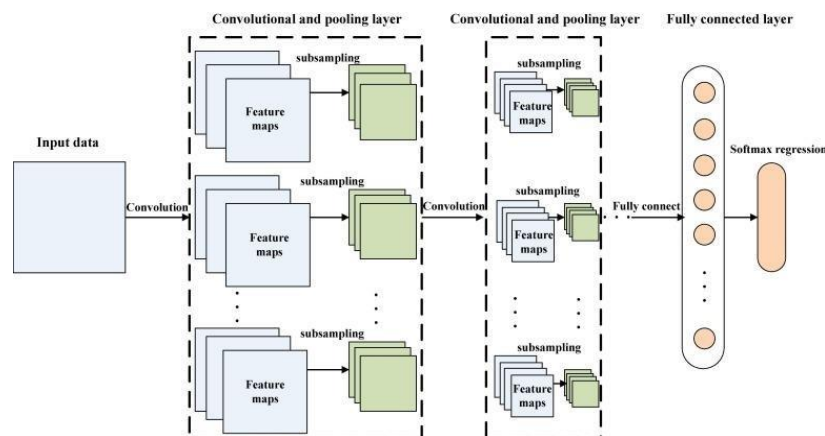 Convolutional and pooling layer
Convolutional and pooling layer
Fully connected layer
subsampling
Feature
maps
subsampling
Feature
maps
Input data
Convolution
subsampling
Feature
maps
Convolution
subsampling
Feature
maps
Fully connect
Softmax regression
subsampling
Feature
maps
subsampling
Feature
maps